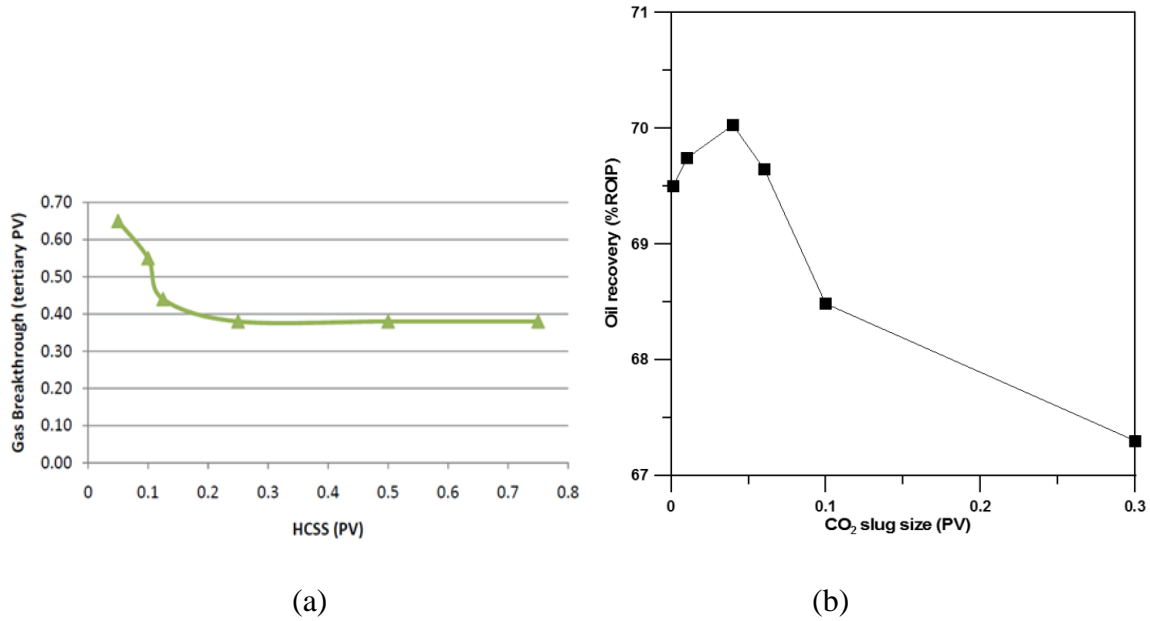 Gas Breakthrough (tertiary PV)
0.70
0.60
0.50
0.40
0.30
0.20
0.10
0.00
0 0.1 0.2 0.3 0.4 0.5 0.6 0.7 0.8
HCSS (PV)
(a)
Oil recovery (%ROIP)
71
70
69
68
67
0 0.1 0.2 0.3
CO₂ slug size (PV)
(b)